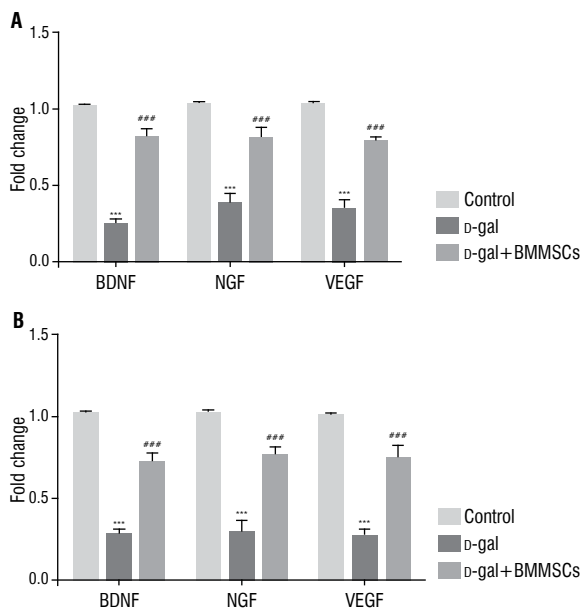 A
1.5
1.0
0.5
0.0
Fold change
***
###
***
###
***
###
BDNF
NGF
VEGF
Control
D-gal
D-gal+BMMSCs
B
1.5
1.0
0.5
0.0
Fold change
***
###
***
###
***
###
BDNF
NGF
VEGF
Control
D-gal
D-gal+BMMSCs